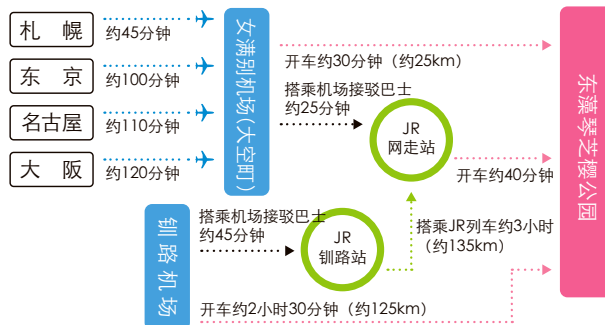 札幌
约45分钟
东京
约100分钟
名古屋
约110分钟
大阪
约120分钟
女满别机场(大空町)
开车约30分钟（约25km）
搭乘机场接驳巴士
约25分钟
JR
网走站
开车约40分钟
东藻琴芝樱公园
钏路机场
搭乘机场接驳巴士
约45分钟
JR
钏路站
搭乘JR列车约3小时
（约135km）
开车约2小时30分钟（约125km）